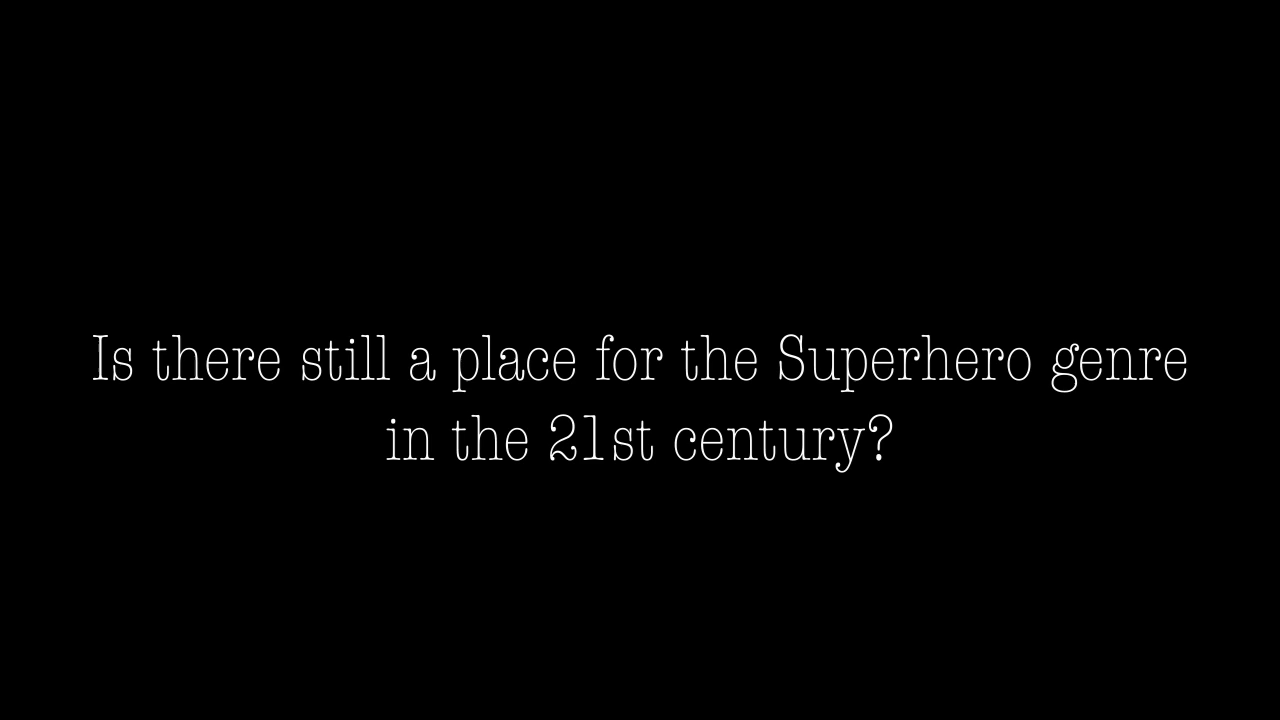 Is there still a place for the Superhero genre
in the 21st century?